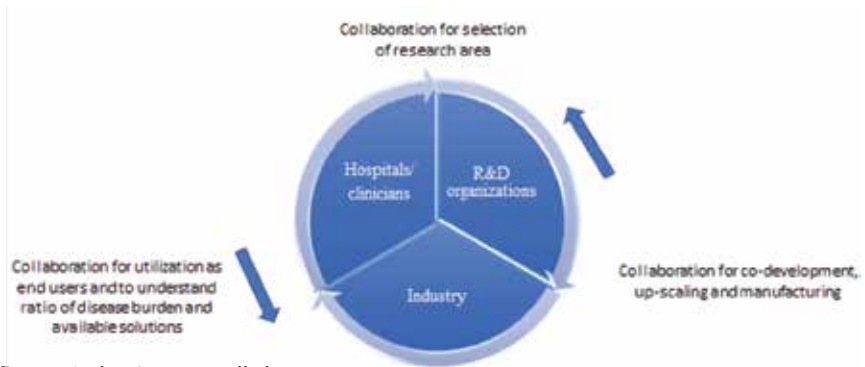 Collaboration for selection
of research area
Hospitals/
clinicians
R&D
organizations
Industry
Collaboration for utilization as
end users and to understand
ratio of disease burden and
available solutions
Collaboration for co-development,
up-scaling and manufacturing